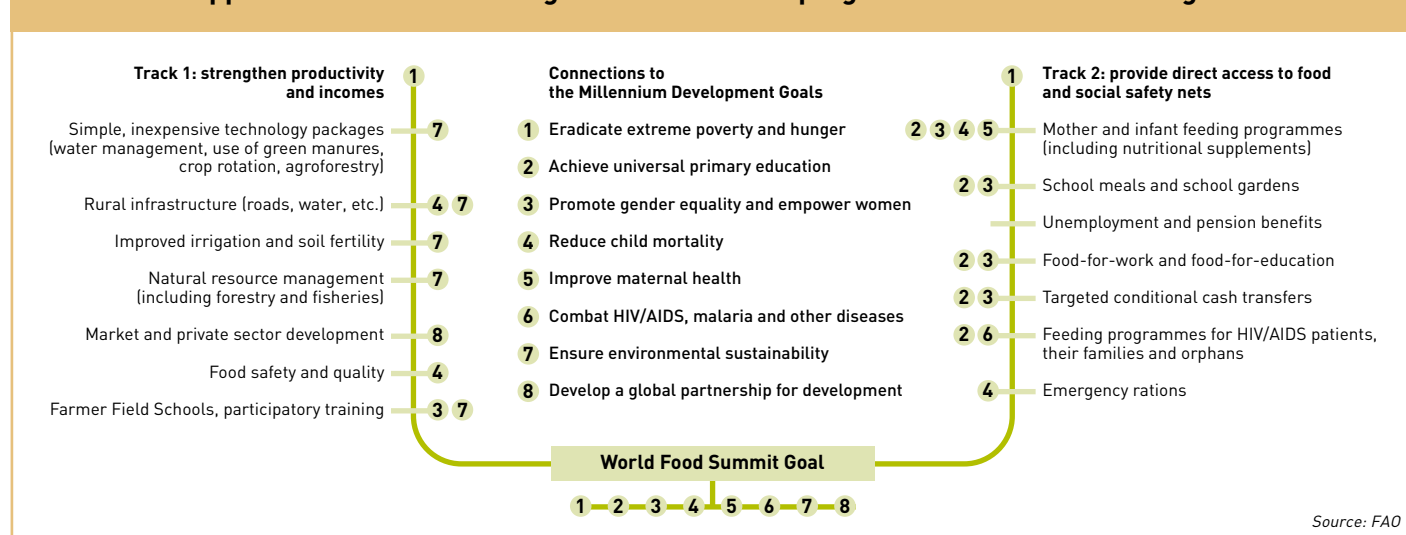 Track 1: strengthen productivity
and incomes
1
Simple, inexpensive technology packages
(water management, use of green manures,
crop rotation, agroforestry)
7
Rural infrastructure (roads, water, etc.)
4 7
Improved irrigation and soil fertility
7
Natural resource management
(including forestry and fisheries)
7
Market and private sector development
8
Food safety and quality
4
Farmer Field Schools, participatory training
3 7
Connections to
the Millennium Development Goals
1 Eradicate extreme poverty and hunger
2 Achieve universal primary education
3 Promote gender equality and empower women
4 Reduce child mortality
5 Improve maternal health
6 Combat HIV/AIDS, malaria and other diseases
7 Ensure environmental sustainability
8 Develop a global partnership for development
1
Track 2: provide direct access to food
and social safety nets
2 3 4 5
Mother and infant feeding programmes
(including nutritional supplements)
2 3
School meals and school gardens
Unemployment and pension benefits
2 3
Food-for-work and food-for-education
2 3
Targeted conditional cash transfers
2 6
Feeding programmes for HIV/AIDS patients,
their families and orphans
4
Emergency rations
World Food Summit Goal
1 2 3 4 5 6 7 8
Source: FAO